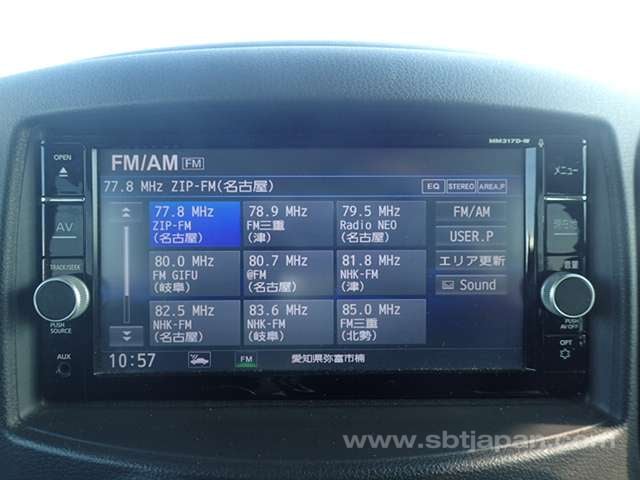 MM317D-W
OPEN
メニュー
AV
現在地
TRACK/SEEK
音量
PUSH SOURCE
PUSH AV OFF
AUX
OPT
FM/AM FM
77.8 MHz ZIP-FM(名古屋)
EQ STEREO AREA.P
77.8 MHz
ZIP-FM
(名古屋)
78.9 MHz
FM三重
(津)
79.5 MHz
Radio NEO
(名古屋)
FM/AM
USER.P
80.0 MHz
FM GIFU
(岐阜)
80.7 MHz
@FM
(名古屋)
81.8 MHz
NHK-FM
(津)
エリア更新
Sound
82.5 MHz
NHK-FM
(名古屋)
83.6 MHz
NHK-FM
(岐阜)
85.0 MHz
FM三重
(北勢)
10:57
FM
愛知県弥富市楠
www.sbtjapan.com